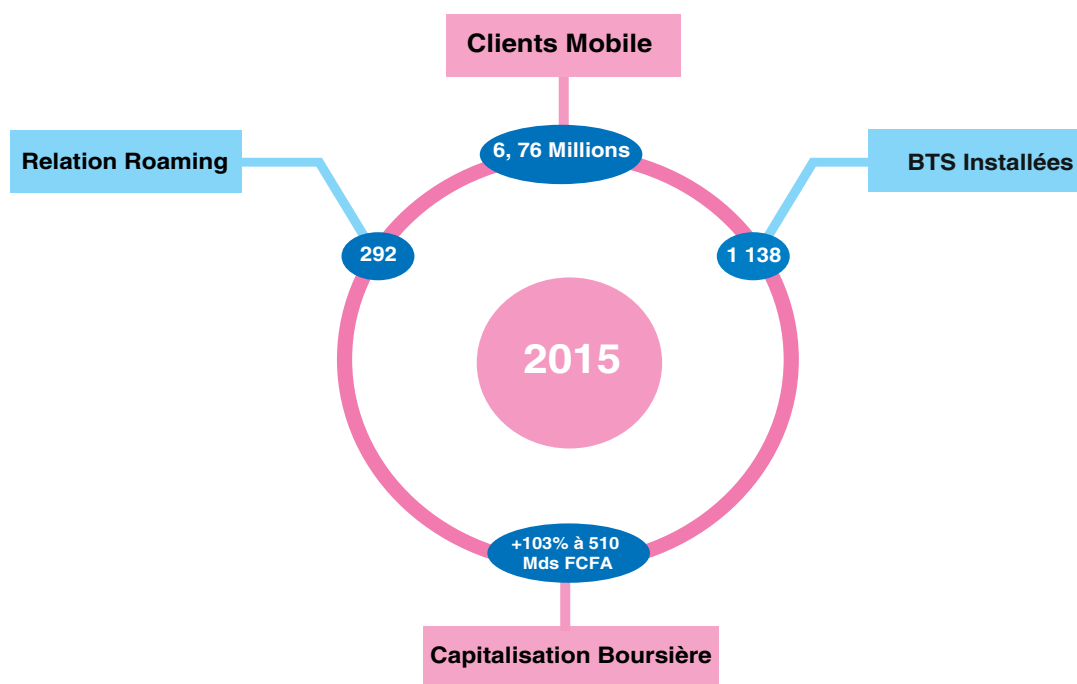 Clients Mobile
6, 76 Millions
Relation Roaming
BTS Installées
292
1 138
2015
+103% à 510
Mds FCFA
Capitalisation Boursière